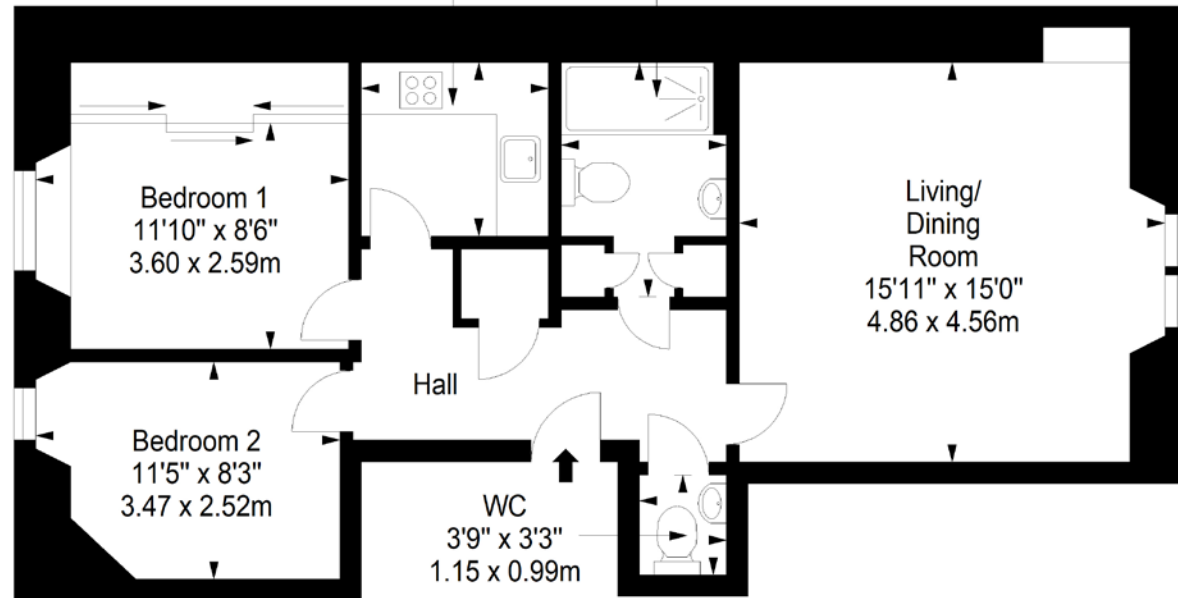 Bedroom 1
11'10" x 8'6"
3.60 x 2.59m
Living/
Dining
Room
15'11" x 15'0"
4.86 x 4.56m
Hall
Bedroom 2
11'5" x 8'3"
3.47 x 2.52m
WC
3'9" x 3'3"
1.15 x 0.99m